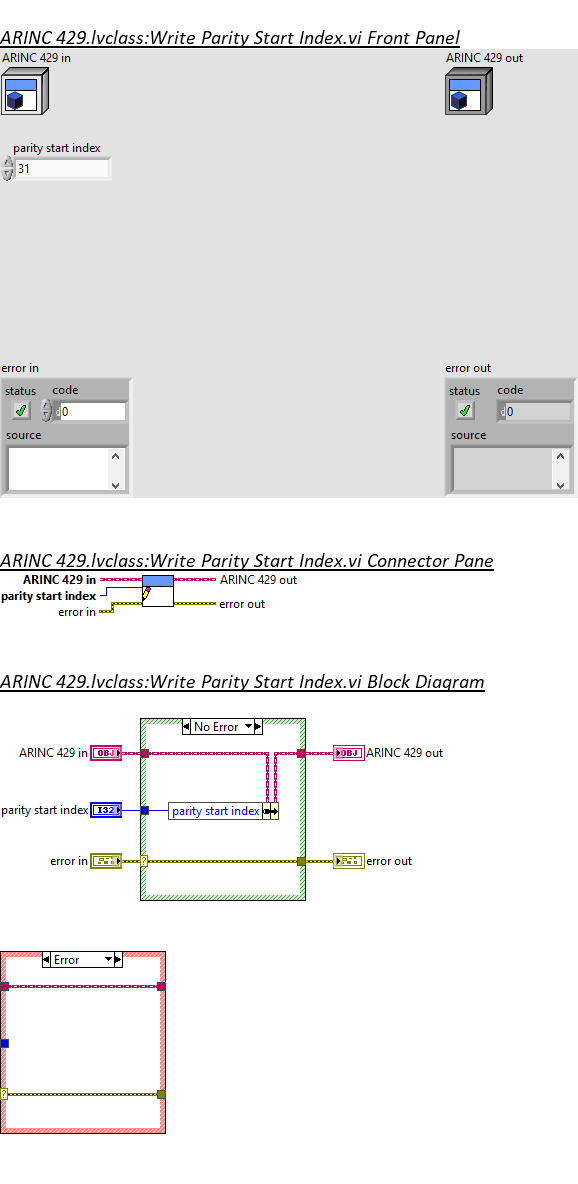 ARINC 429.lvclass:Write Parity Start Index.vi Front Panel
ARINC 429 in
ARINC 429 out
parity start index
31
error in
error out
status code
status code
d 0
d 0
source
source
ARINC 429.lvclass:Write Parity Start Index.vi Connector Pane
ARINC 429 in
ARINC 429 out
parity start index
error in
error out
ARINC 429.lvclass:Write Parity Start Index.vi Block Diagram
No Error
ARINC 429 in
OBJ
OBJ
ARINC 429 out
parity start index
I32
parity start index
error in
?
error out
Error
?